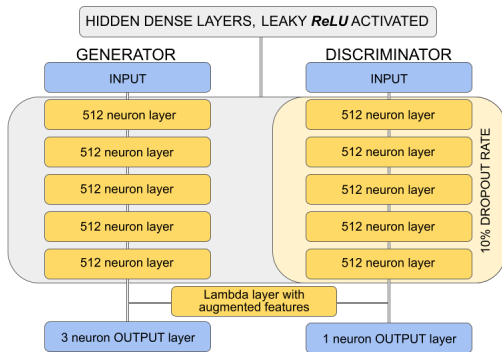 HIDDEN DENSE LAYERS, LEAKY ReLU ACTIVATED
GENERATOR
DISCRIMINATOR
INPUT
INPUT
512 neuron layer
512 neuron layer
512 neuron layer
512 neuron layer
512 neuron layer
512 neuron layer
512 neuron layer
512 neuron layer
512 neuron layer
512 neuron layer
10% DROPOUT RATE
Lambda layer with
augmented features
3 neuron OUTPUT layer
1 neuron OUTPUT layer